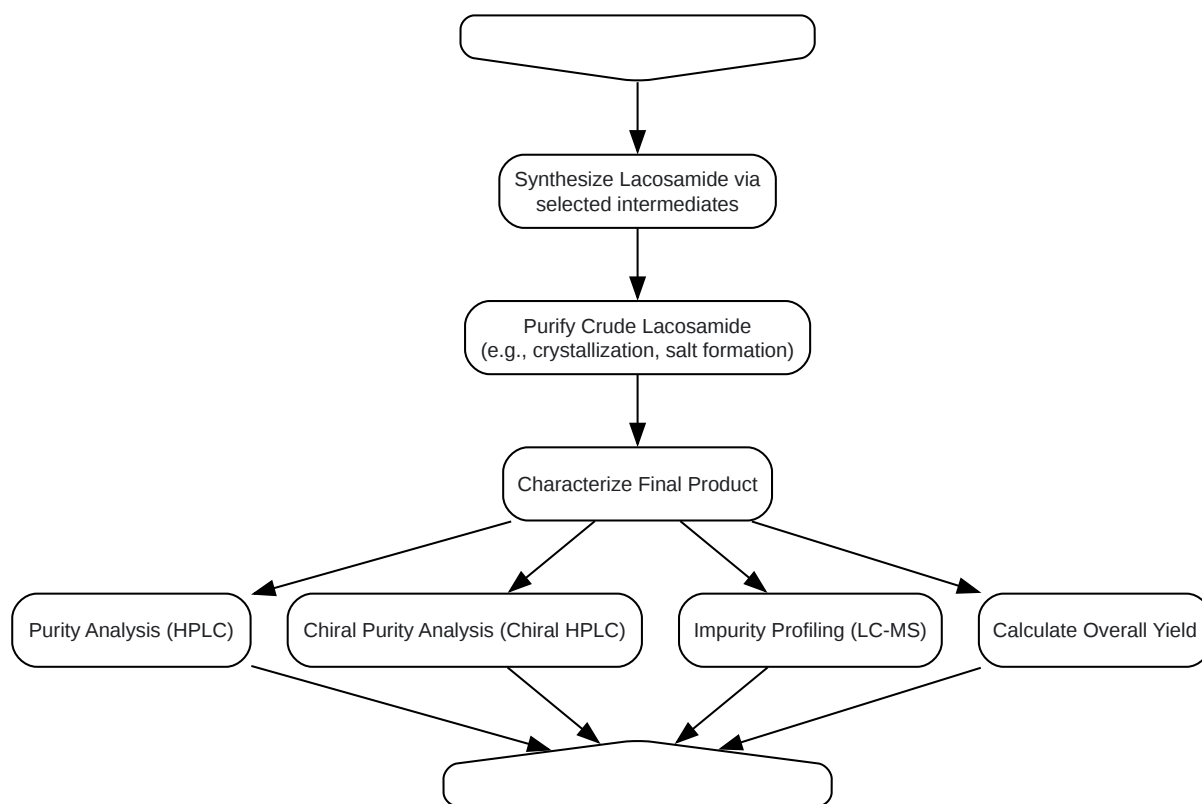 Synthesize Lacosamide via
selected intermediates
Purify Crude Lacosamide
(e.g., crystallization, salt formation)
Characterize Final Product
Purity Analysis (HPLC)
Chiral Purity Analysis (Chiral HPLC)
Impurity Profiling (LC-MS)
Calculate Overall Yield